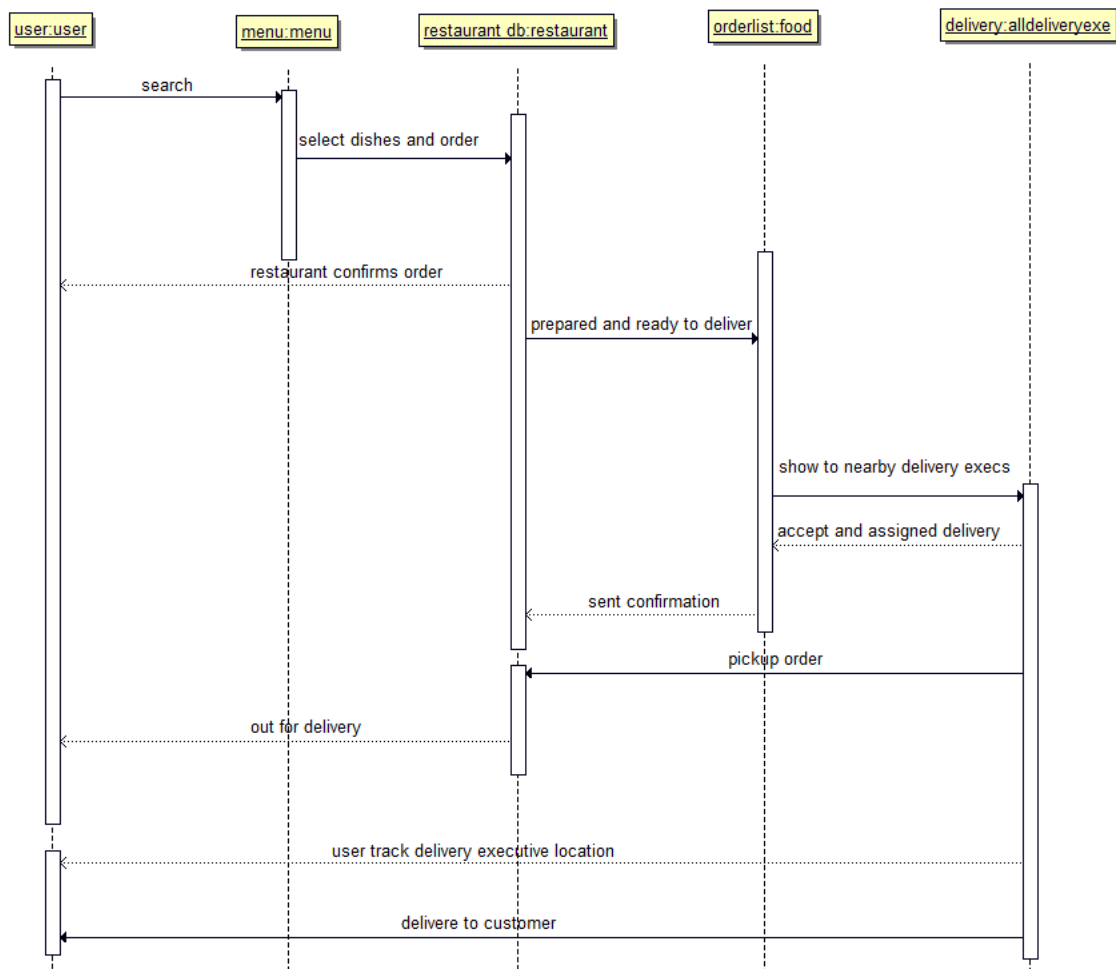 user:user
menu:menu
restaurant db:restaurant
orderlist:food
delivery:alldeliveryexe
search
select dishes and order
restaurant confirms order
prepared and ready to deliver
show to nearby delivery execs
accept and assigned delivery
sent confirmation
pickup order
out for delivery
user track delivery executive location
delivere to customer